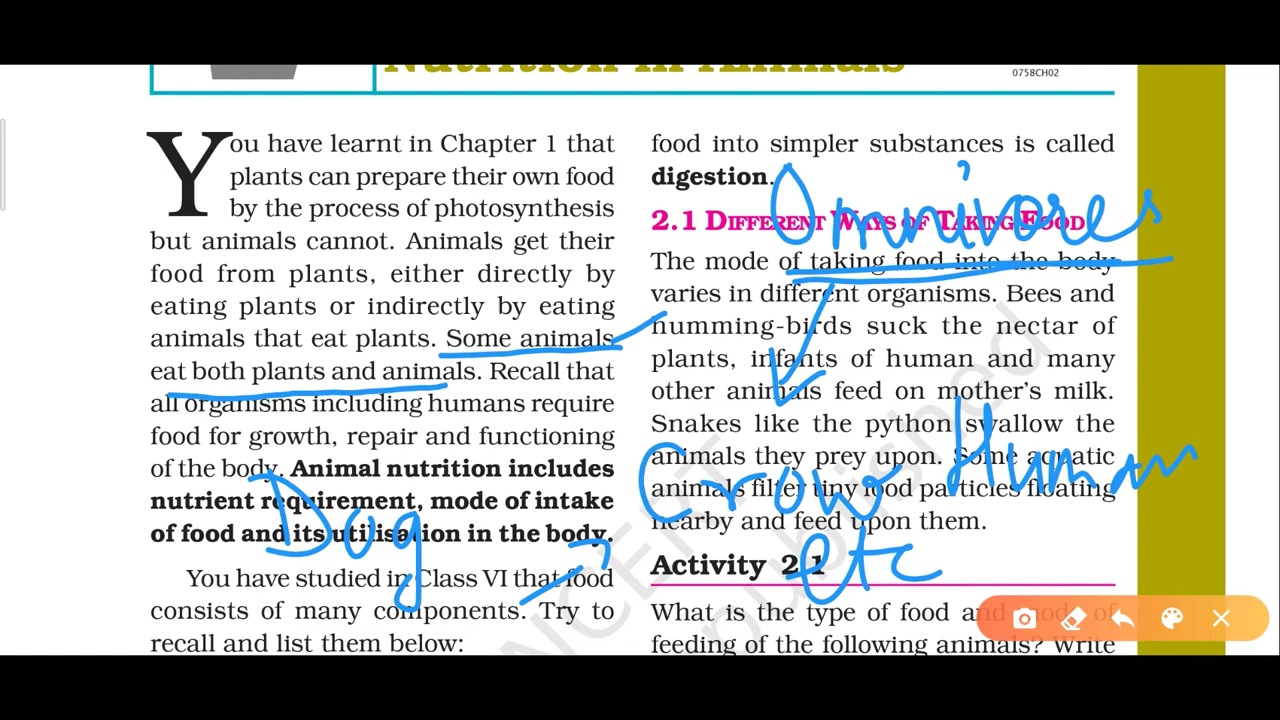 Nutrition in Animals
0758CH02
You have learnt in Chapter 1 that
plants can prepare their own food
by the process of photosynthesis
but animals cannot. Animals get their
food from plants, either directly by
eating plants or indirectly by eating
animals that eat plants. Some animals
eat both plants and animals. Recall that
all organisms including humans require
food for growth, repair and functioning
of the body. Animal nutrition includes
nutrient requirement, mode of intake
of food and its utilisation in the body.
You have studied in Class VI that food
consists of many components. Try to
recall and list them below:
food into simpler substances is called
digestion.
2.1 DIFFERENT WAYS OF TAKING FOOD
The mode of taking food into the body
varies in different organisms. Bees and
humming-birds suck the nectar of
plants, infants of human and many
other animals feed on mother's milk.
Snakes like the python swallow the
animals they prey upon. Some aquatic
animals filter tiny food particles floating
nearby and feed upon them.
Activity 2.1
What is the type of food and mode of
feeding of the following animals? Write
Omnivores
Dog
Crow
Human
etc
NCERT
published